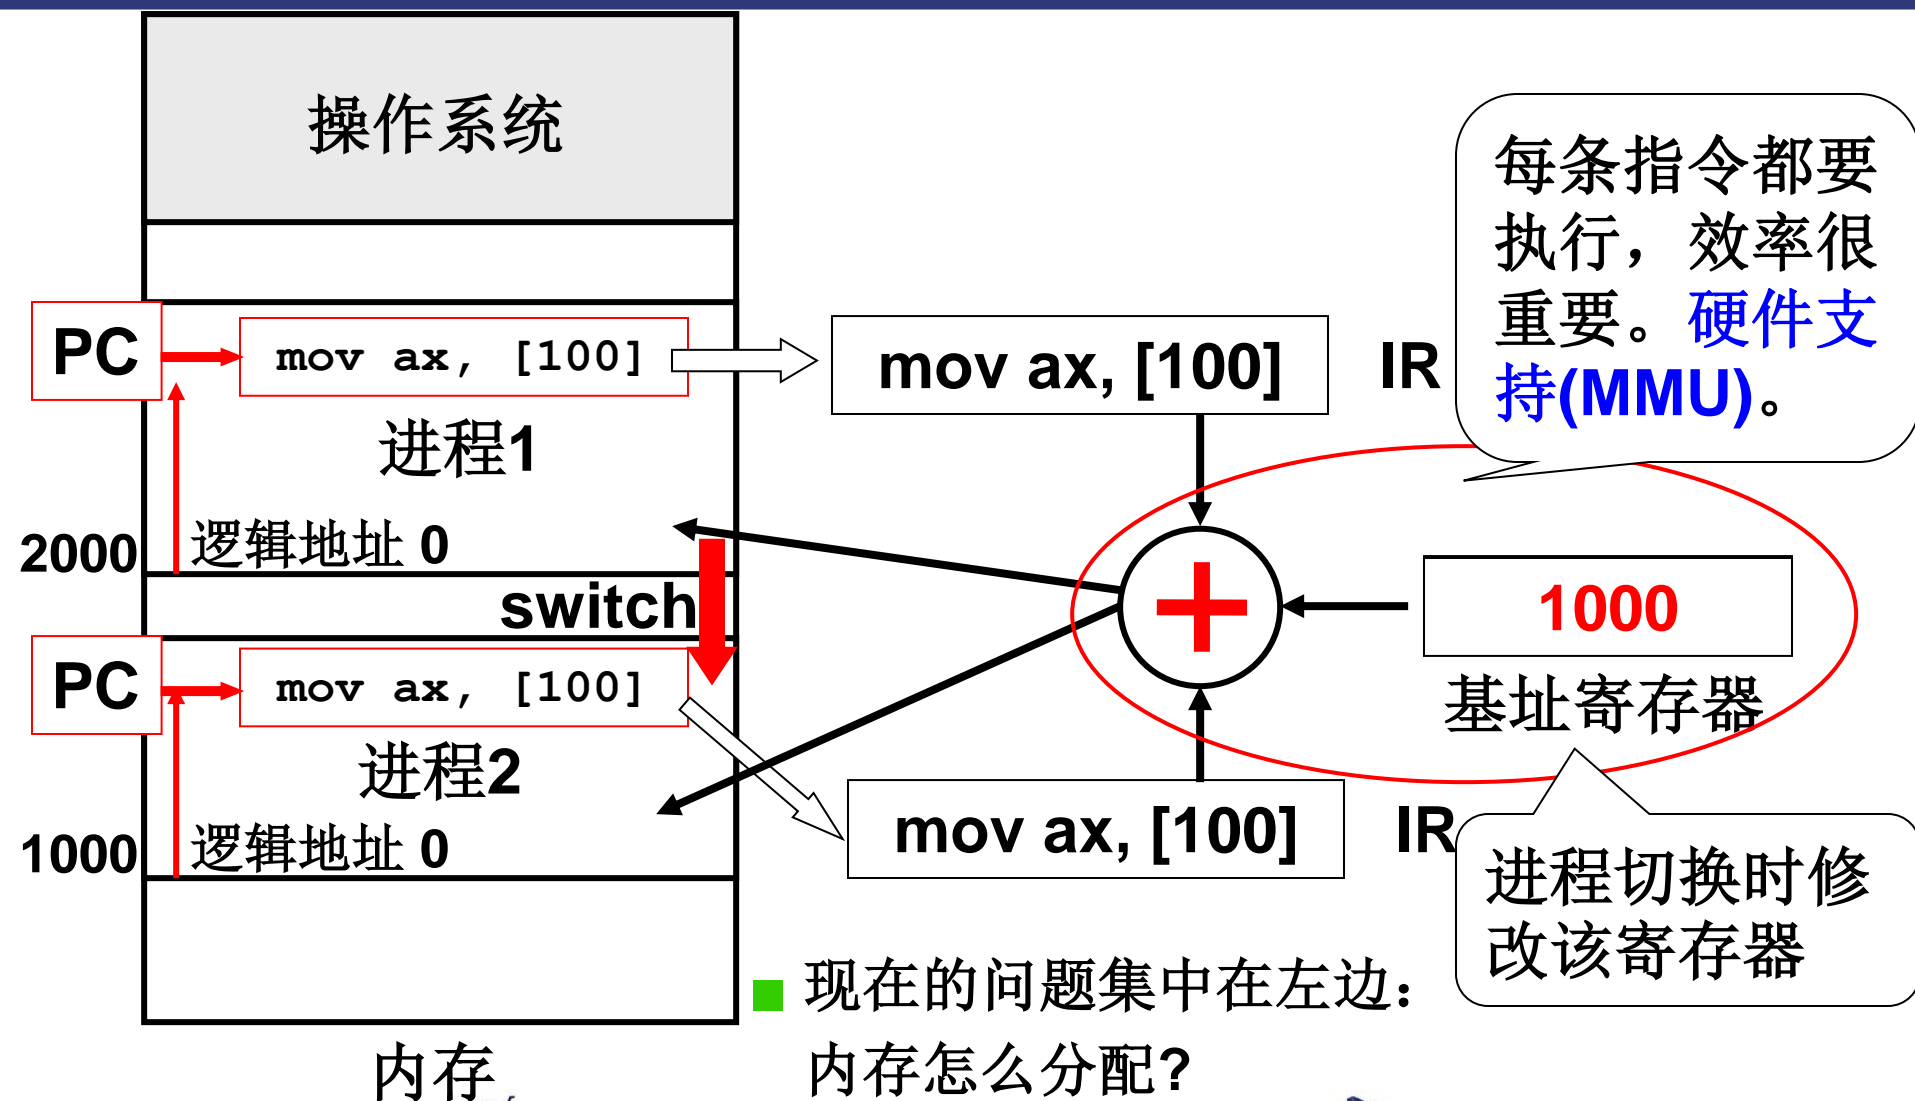 操作系统
PC
mov ax, [100]
进程1
2000
逻辑地址 0
switch
PC
mov ax, [100]
进程2
1000
逻辑地址 0
内存
mov ax, [100]
IR
每条指令都要
执行，效率很
重要。硬件支
持(MMU)。
+
1000
基址寄存器
mov ax, [100]
IR
进程切换时修
改该寄存器
现在的问题集中在左边：
内存怎么分配?